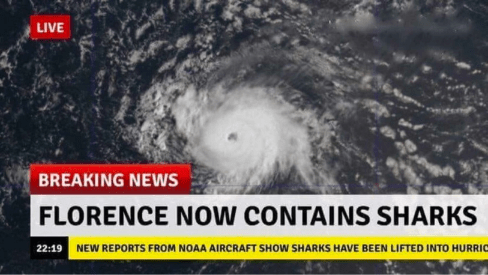 LIVE
BREAKING NEWS
FLORENCE NOW CONTAINS SHARKS
22:19 NEW REPORTS FROM NOAA AIRCRAFT SHOW SHARKS HAVE BEEN LIFTED INTO HURRIC